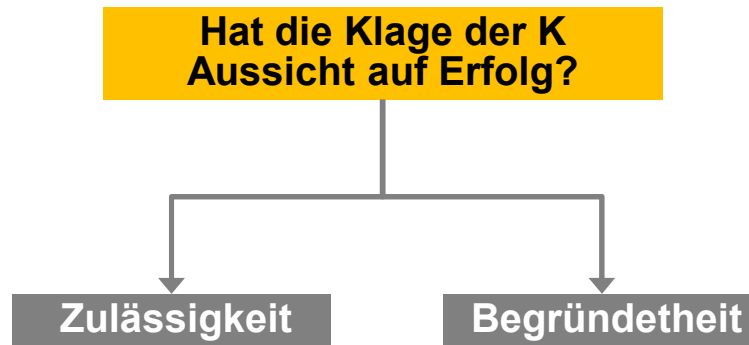 Hat die Klage der K
Aussicht auf Erfolg?
Zulässigkeit
Begründetheit